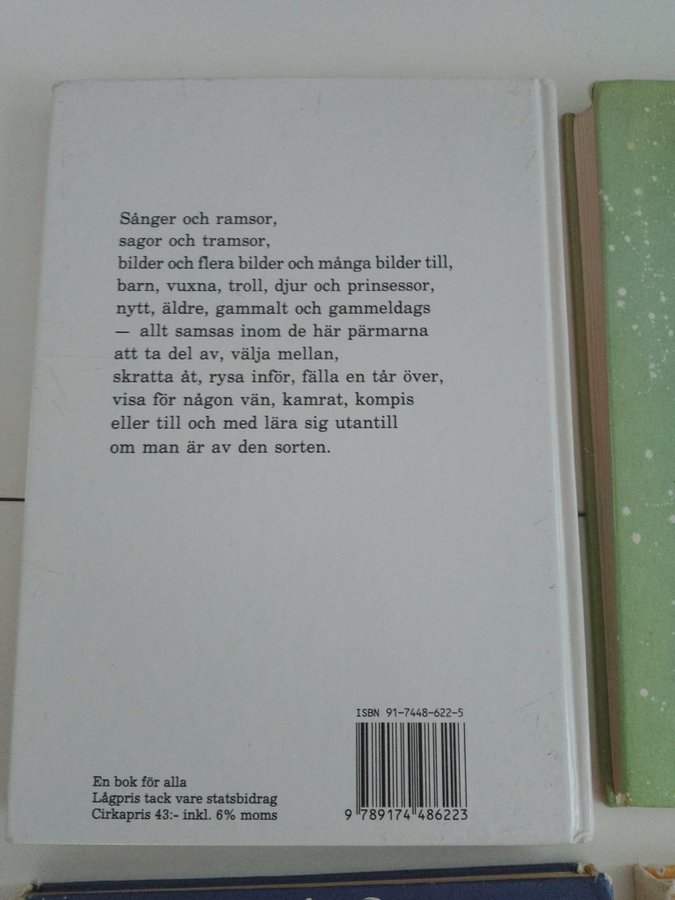 Sånger och ramsor,
sagor och tramsor,
bilder och flera bilder och många bilder till,
barn, vuxna, troll, djur och prinsessor,
nytt, äldre, gammalt och gammeldags
— allt samsas inom de här pärmarna
att ta del av, välja mellan,
skratta åt, rysa inför, fälla en tår över,
visa för någon vän, kamrat, kompis
eller till och med lära sig utantill
om man är av den sorten.
ISBN 91-7448-622-5
9 789174 486223
En bok för alla
Lågpris tack vare statsbidrag
Cirkapris 43:- inkl. 6% moms